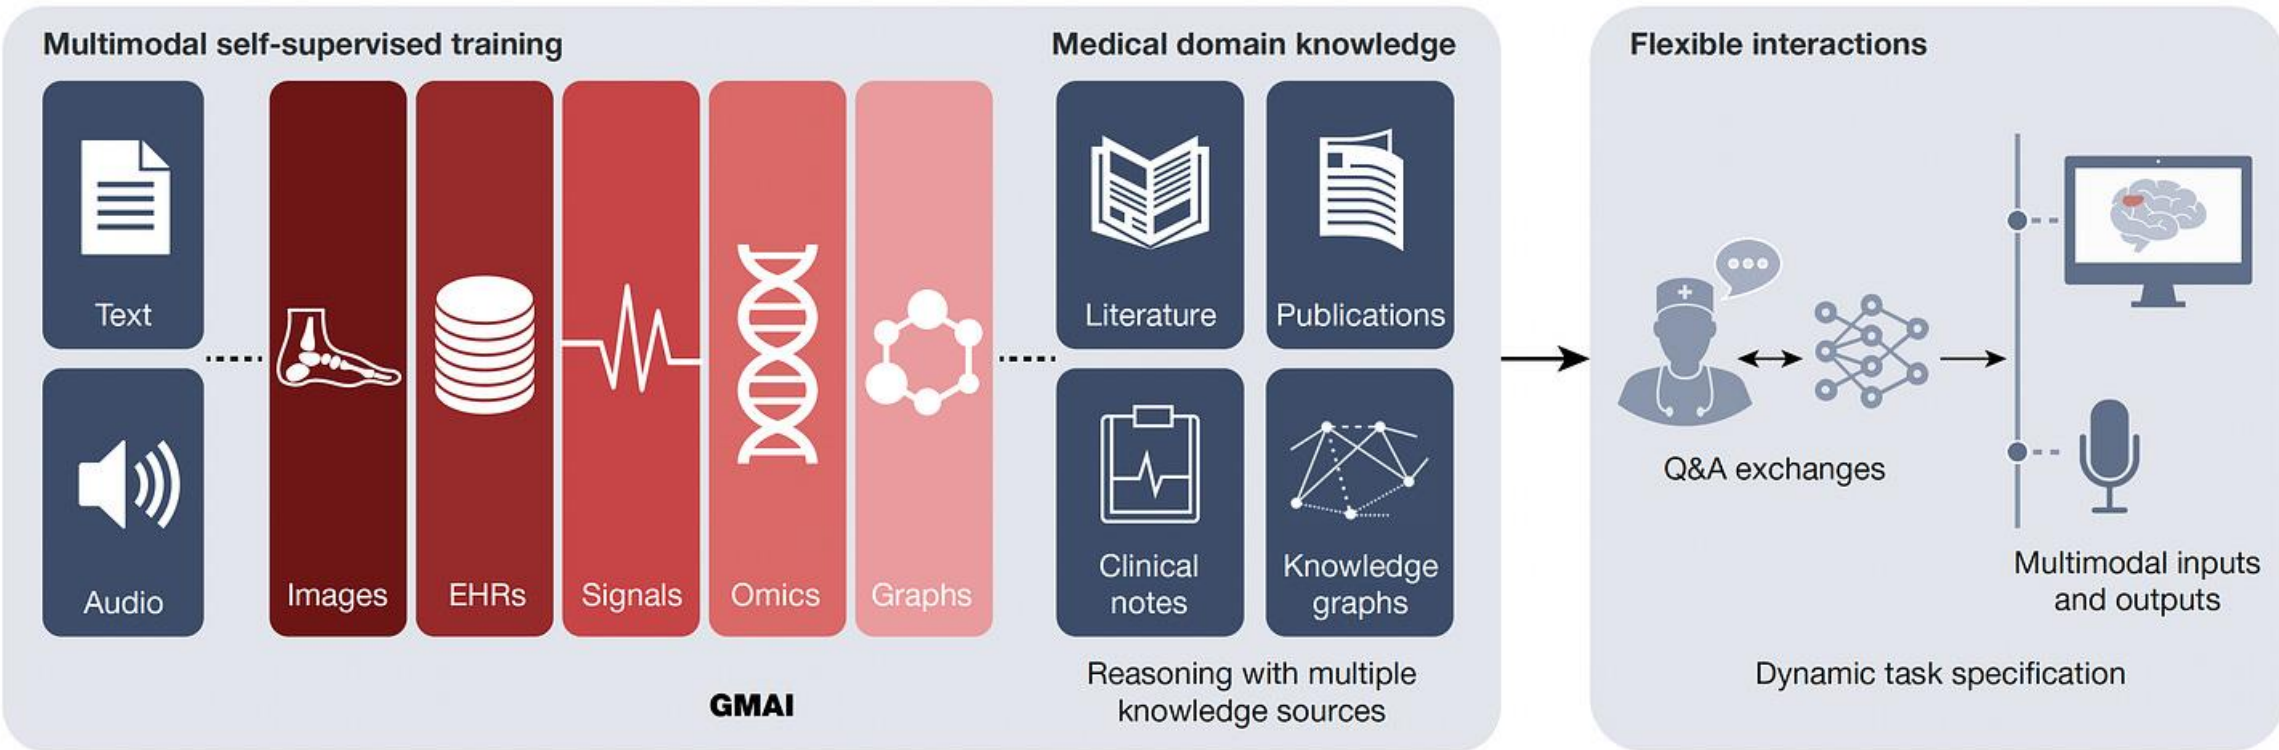 Multimodal self-supervised training
Medical domain knowledge
Text
Audio
Images
EHRs
Signals
Omics
Graphs
Literature
Publications
Clinical
notes
Knowledge
graphs
Reasoning with multiple
knowledge sources
GMAI
Flexible interactions
Q&A exchanges
Multimodal inputs
and outputs
Dynamic task specification